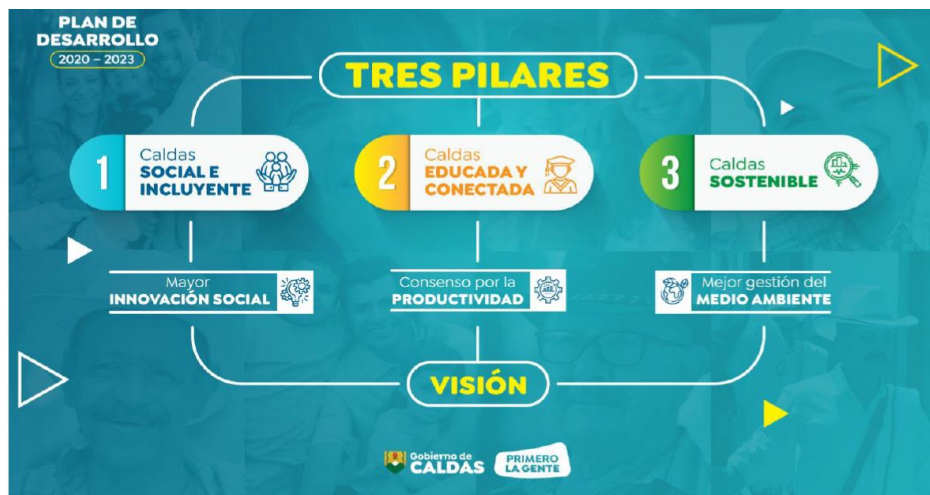 PLAN DE
DESARROLLO
2020 – 2023
TRES PILARES
1
Caldas
SOCIAL E
INCLUYENTE
2
Caldas
EDUCADA Y
CONECTADA
3
Caldas
SOSTENIBLE
Mayor
INNOVACIÓN SOCIAL
Consenso por la
PRODUCTIVIDAD
Mejor gestión del
MEDIO AMBIENTE
VISIÓN
Gobierno de
CALDAS
PRIMERO
LA GENTE